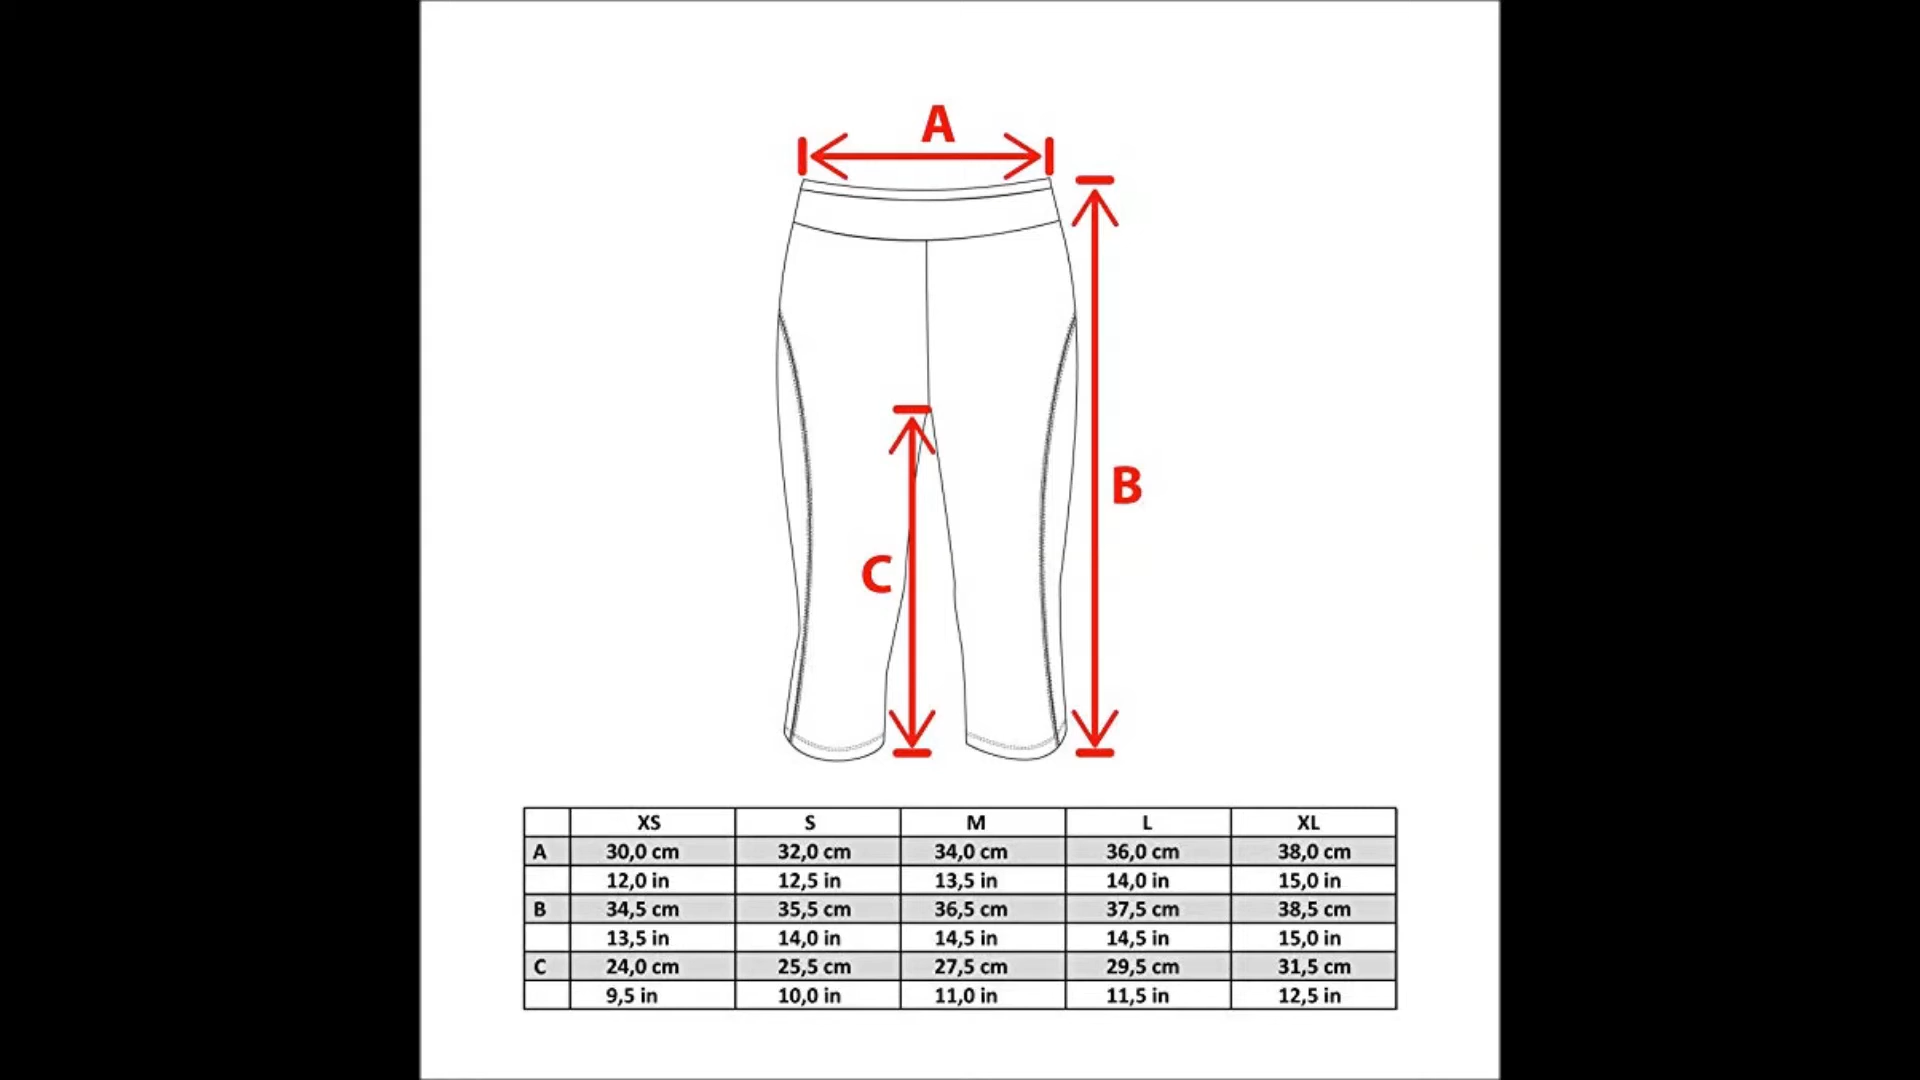 A
B
C
XS S M L XL
A 30,0 cm 32,0 cm 34,0 cm 36,0 cm 38,0 cm
12,0 in 12,5 in 13,5 in 14,0 in 15,0 in
B 34,5 cm 35,5 cm 36,5 cm 37,5 cm 38,5 cm
13,5 in 14,0 in 14,5 in 14,5 in 15,0 in
C 24,0 cm 25,5 cm 27,5 cm 29,5 cm 31,5 cm
9,5 in 10,0 in 11,0 in 11,5 in 12,5 in